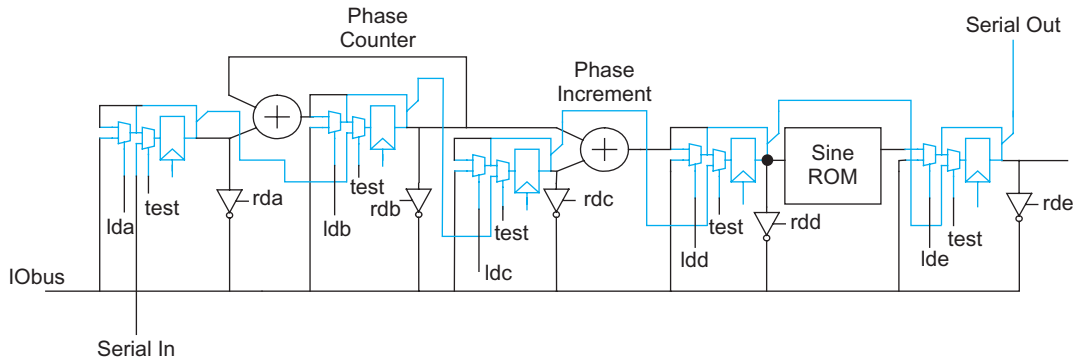 Serial Out
Phase
Counter
Phase
Increment
+
+
Sine
ROM
lda
test
rda
ldb
test
rdb
ldc
test
rdc
ldd
test
rdd
lde
test
rde
IObus
Serial In